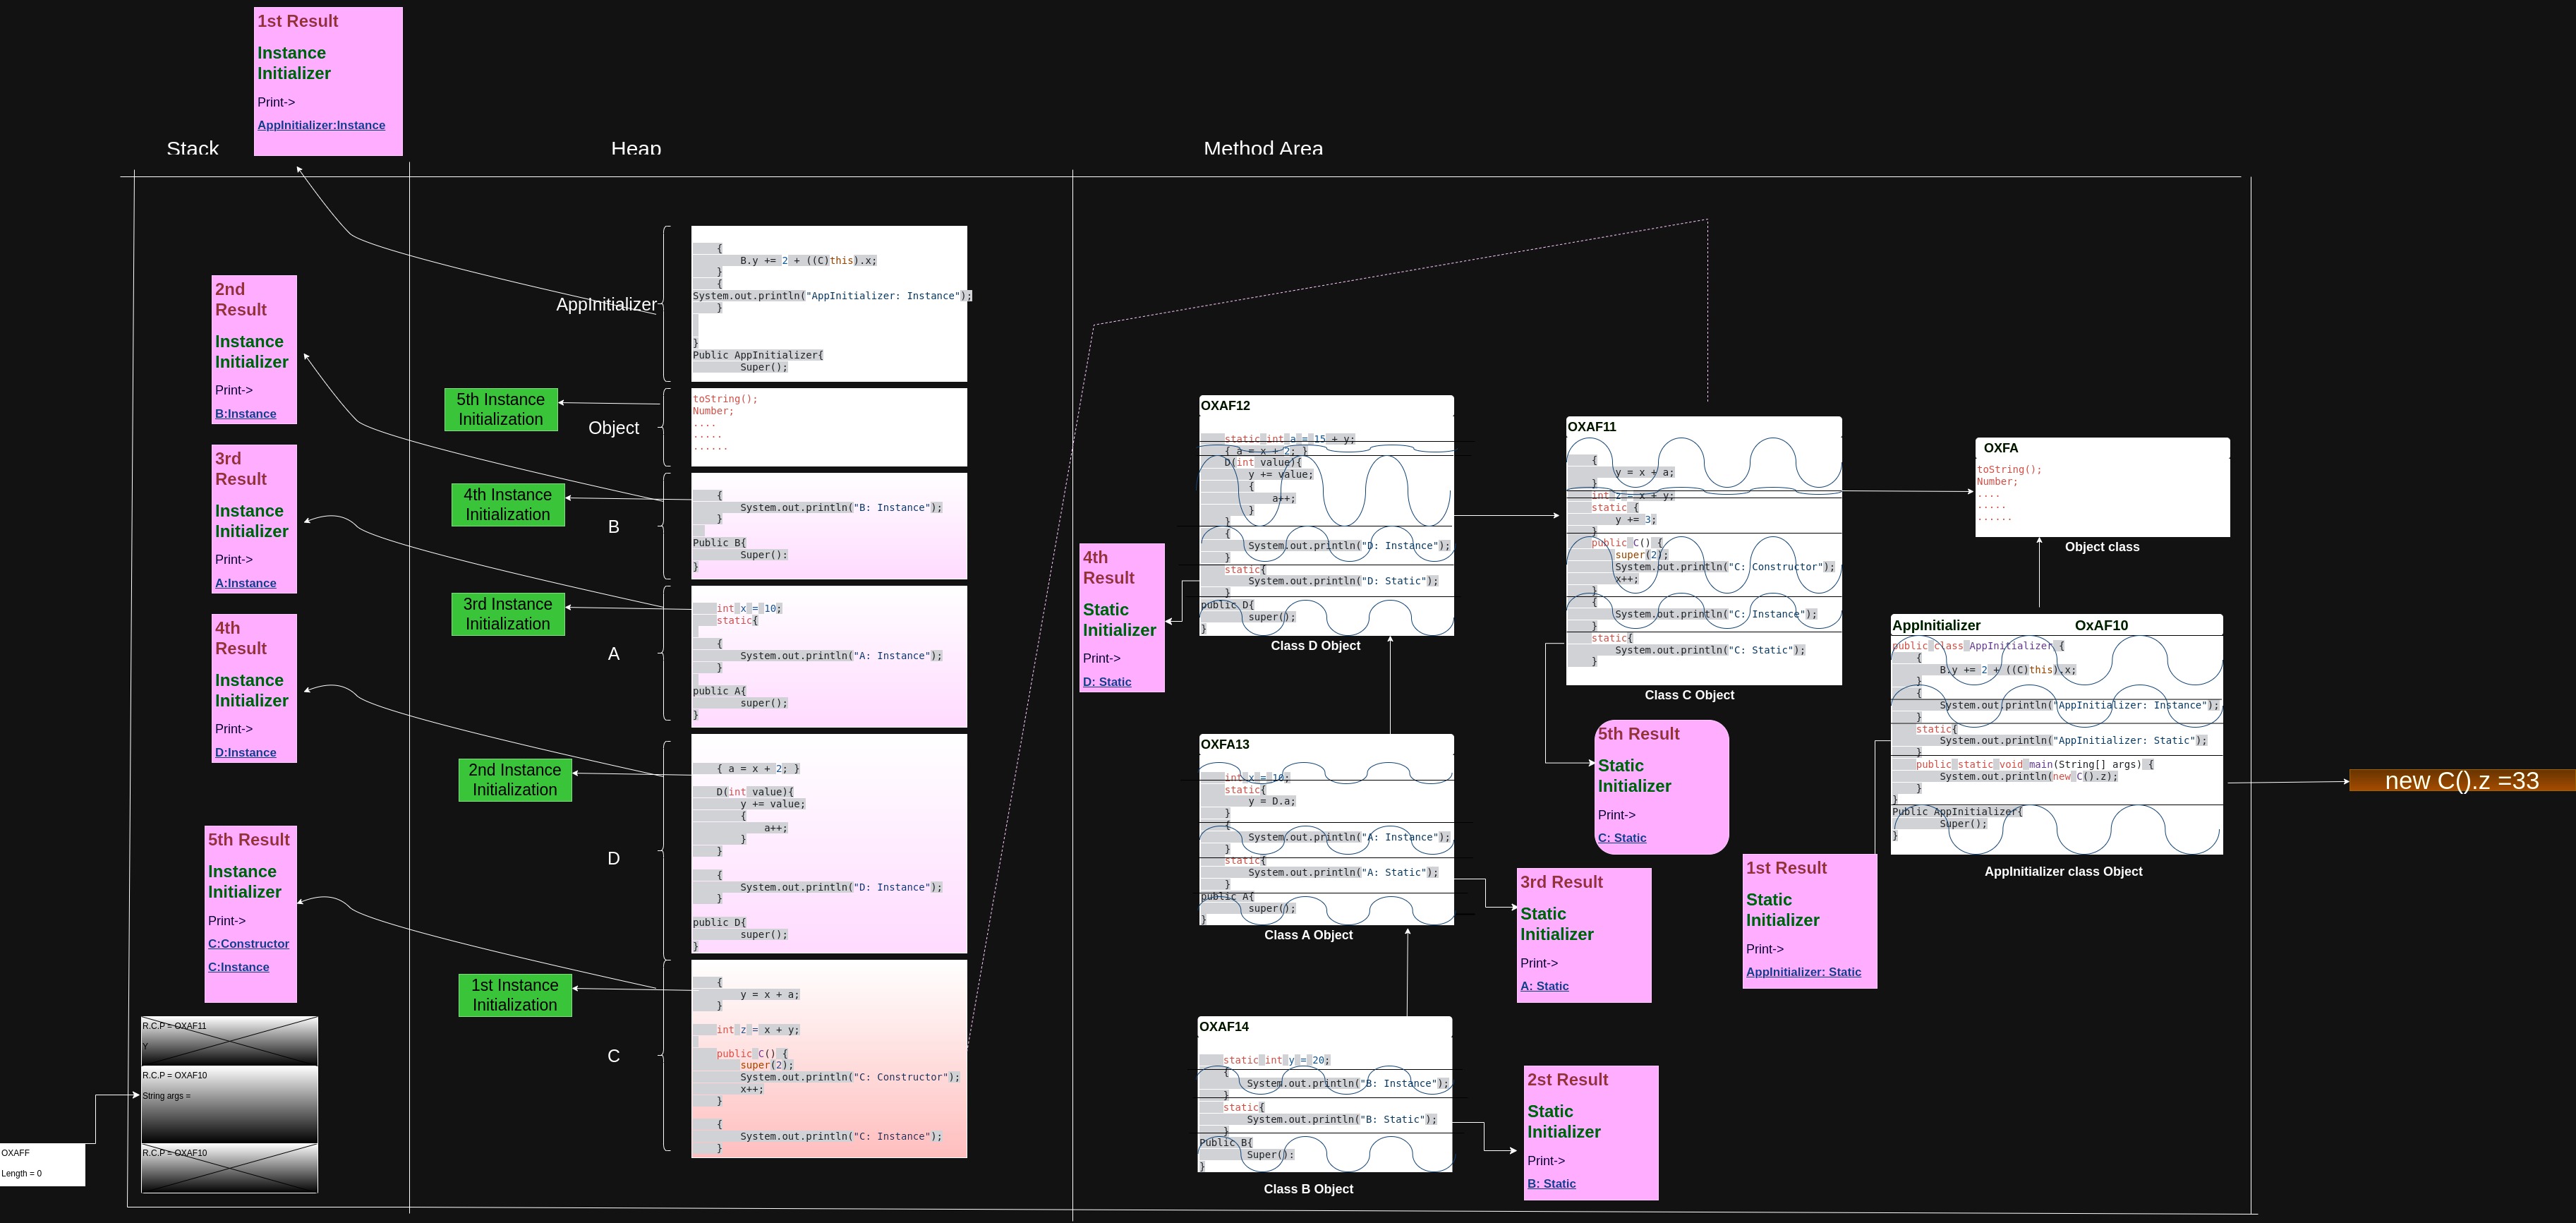 1st Result
Instance
Initializer
Print->
AppInitializer:Instance
Stack
Heap
Method Area
2nd
Result
Instance
Initializer
Print->
B:Instance
3rd
Result
Instance
Initializer
Print->
A:Instance
4th
Result
Instance
Initializer
Print->
D:Instance
5th Result
Instance
Initializer
Print->
C:Constructor
C:Instance
R.C.P = OXAF11
Y
R.C.P = OXAF10
String args =
R.C.P = OXAF10
OXAFF
Length = 0
5th Instance
Initialization
4th Instance
Initialization
3rd Instance
Initialization
2nd Instance
Initialization
1st Instance
Initialization
AppInitializer
{
B.y += 2 + ((C)this).x;
}
{
System.out.println("AppInitializer: Instance");
}
}
Public AppInitializer{
Super();
Object
toString();
Number;
....
.....
......
B
{
System.out.println("B: Instance");
}
Public B{
Super():
}
A
int x = 10;
static{
{
System.out.println("A: Instance");
}
public A{
super();
}
D
{ a = x + 2; }
D(int value){
y += value;
{
a++;
}
}
{
System.out.println("D: Instance");
}
public D{
super();
}
C
{
y = x + a;
}
int z = x + y;
public C() {
super(2);
System.out.println("C: Constructor");
x++;
}
{
System.out.println("C: Instance");
}
4th
Result
Static
Initializer
Print->
D: Static
OXAF12
static int a = 15 + y;
{ a = x + 2; }
D(int value){
y += value;
{
a++;
}
}
{
System.out.println("D: Instance");
}
static{
System.out.println("D: Static");
}
public D{
super();
}
Class D Object
OXFA13
int x = 10;
static{
y = D.a;
}
{
System.out.println("A: Instance");
}
static{
System.out.println("A: Static");
}
public A{
super();
}
Class A Object
OXAF14
static int y = 20;
{
System.out.println("B: Instance");
}
static{
System.out.println("B: Static");
}
Public B{
Super():
}
Class B Object
OXAF11
{
y = x + a;
}
int z = x + y;
static {
y += 3;
}
public C() {
super(2);
System.out.println("C: Constructor");
x++;
}
{
System.out.println("C: Instance");
}
static{
System.out.println("C: Static");
}
Class C Object
5th Result
Static
Initializer
Print->
C: Static
3rd Result
Static
Initializer
Print->
A: Static
2st Result
Static
Initializer
Print->
B: Static
1st Result
Static
Initializer
Print->
AppInitializer: Static
OXFA
toString();
Number;
....
.....
......
Object class
AppInitializer OxAF10
public class AppInitializer {
{
B.y += 2 + ((C)this).x;
}
{
System.out.println("AppInitializer: Instance");
}
static{
System.out.println("AppInitializer: Static");
}
public static void main(String[] args) {
System.out.println(new C().z);
}
}
Public AppInitializer{
Super();
}
AppInitializer class Object
new C().z =33